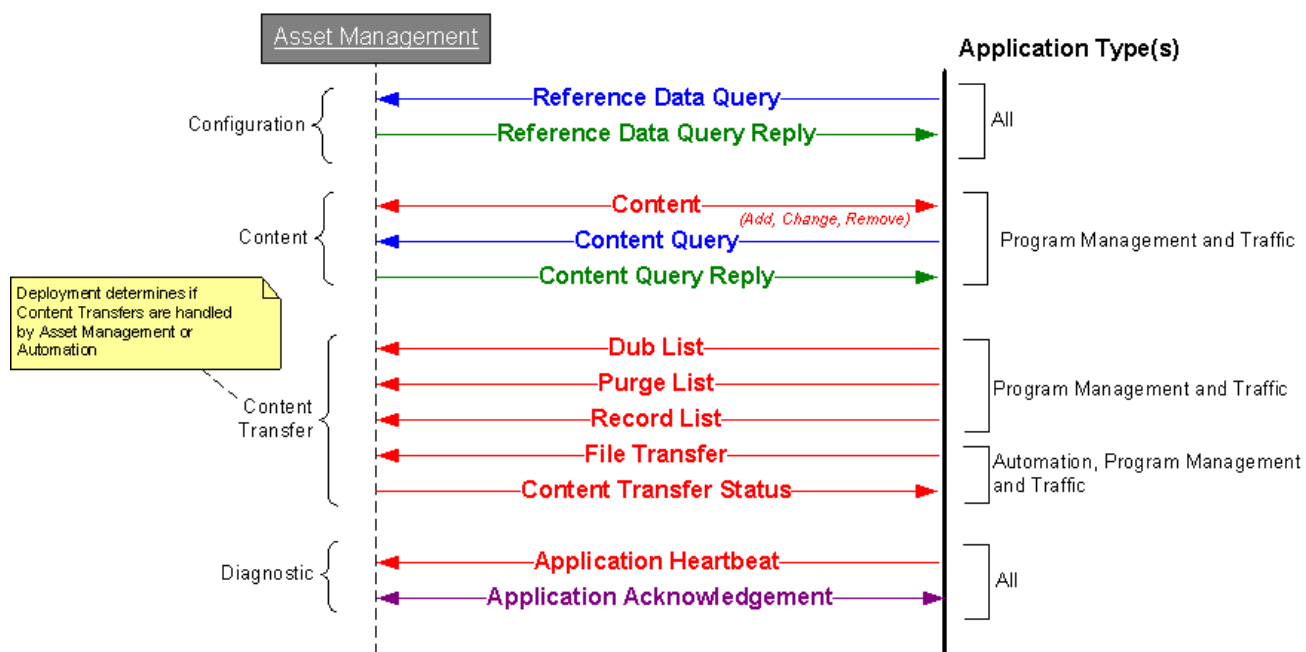 Asset Management
Application Type(s)
Configuration
Reference Data Query
Reference Data Query Reply
All
Content
Content
(Add, Change, Remove)
Content Query
Content Query Reply
Program Management and Traffic
Deployment determines if
Content Transfers are handled
by Asset Management or
Automation
Content
Transfer
Dub List
Purge List
Record List
File Transfer
Content Transfer Status
Program Management and Traffic
Automation, Program Management
and Traffic
Diagnostic
Application Heartbeat
Application Acknowledgement
All